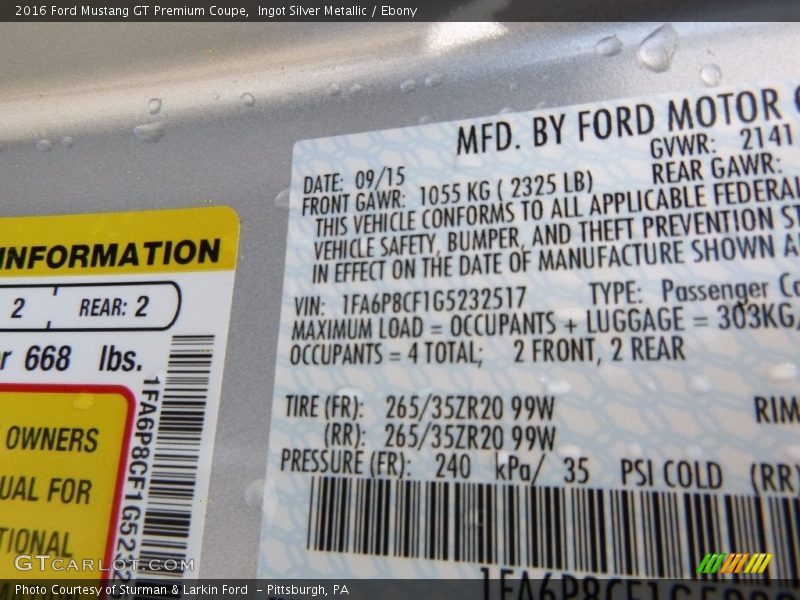 2016 Ford Mustang GT Premium Coupe,  Ingot Silver Metallic / Ebony
MFD. BY FORD MOTOR
DATE: 09/15
GVWR: 2141
FRONT GAWR: 1055 KG ( 2325 LB)
REAR GAWR:
THIS VEHICLE CONFORMS TO ALL APPLICABLE FEDERAL
VEHICLE SAFETY, BUMPER, AND THEFT PREVENTION
IN EFFECT ON THE DATE OF MANUFACTURE SHOWN
VIN: 1FA6P8CF1G5232517
TYPE: Passenger
MAXIMUM LOAD = OCCUPANTS + LUGGAGE = 303KG,
OCCUPANTS = 4 TOTAL; 2 FRONT, 2 REAR
TIRE (FR): 265/35ZR20 99W
RIM
(RR): 265/35ZR20 99W
PRESSURE (FR): 240 kPa/ 35 PSI COLD (RR)
INFORMATION
2 REAR: 2
r 668 lbs.
1FA6P8CF1G5232
OWNERS
UAL FOR
TIONAL
GTCARLOT.COM
Photo Courtesy of Sturman & Larkin Ford  - Pittsburgh, PA